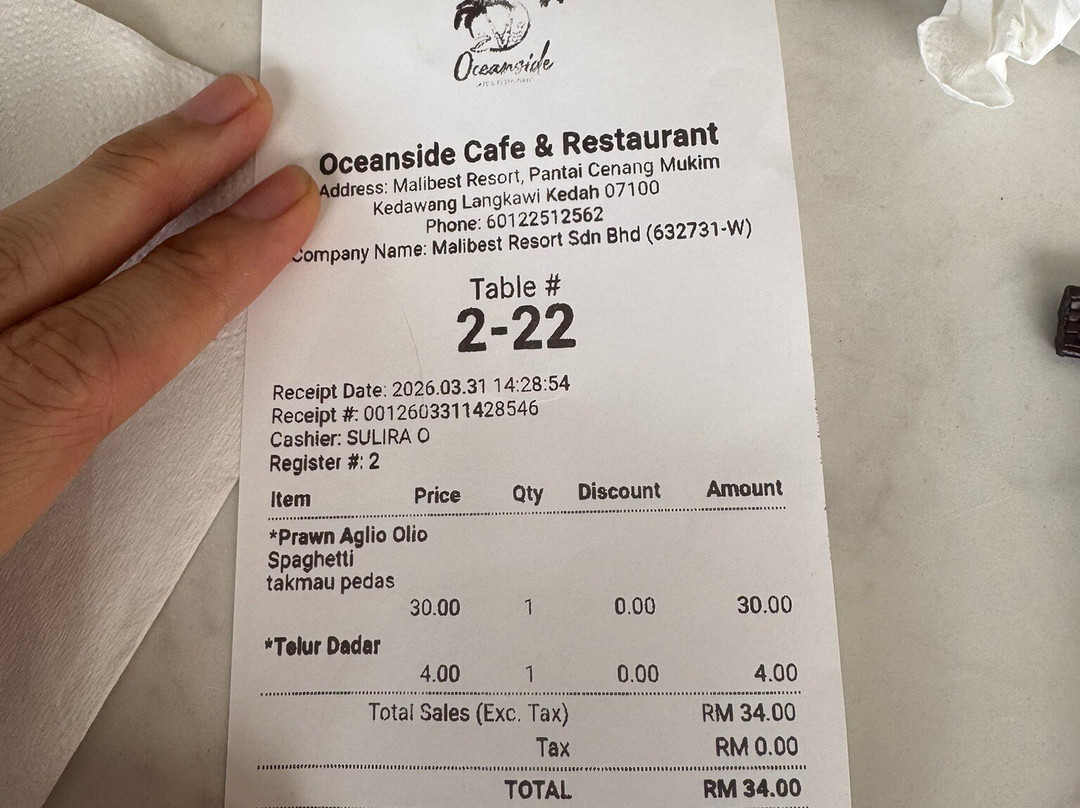 Oceanside
Oceanside Cafe & Restaurant
Address: Malibest Resort, Pantai Cenang Mukim
Kedawang Langkawi Kedah 07100
Phone: 60122512562
Company Name: Malibest Resort Sdn Bhd (632731-W)
Table #
2-22
Receipt Date: 2026.03.31 14:28:54
Receipt #: 0012603311428546
Cashier: SULIRA O
Register #: 2
Item Price Qty Discount Amount
*Prawn Aglio Olio
Spaghetti
takmau pedas
30.00 1 0.00 30.00
*Telur Dadar
4.00 1 0.00 4.00
Total Sales (Exc. Tax) RM 34.00
Tax RM 0.00
TOTAL RM 34.00